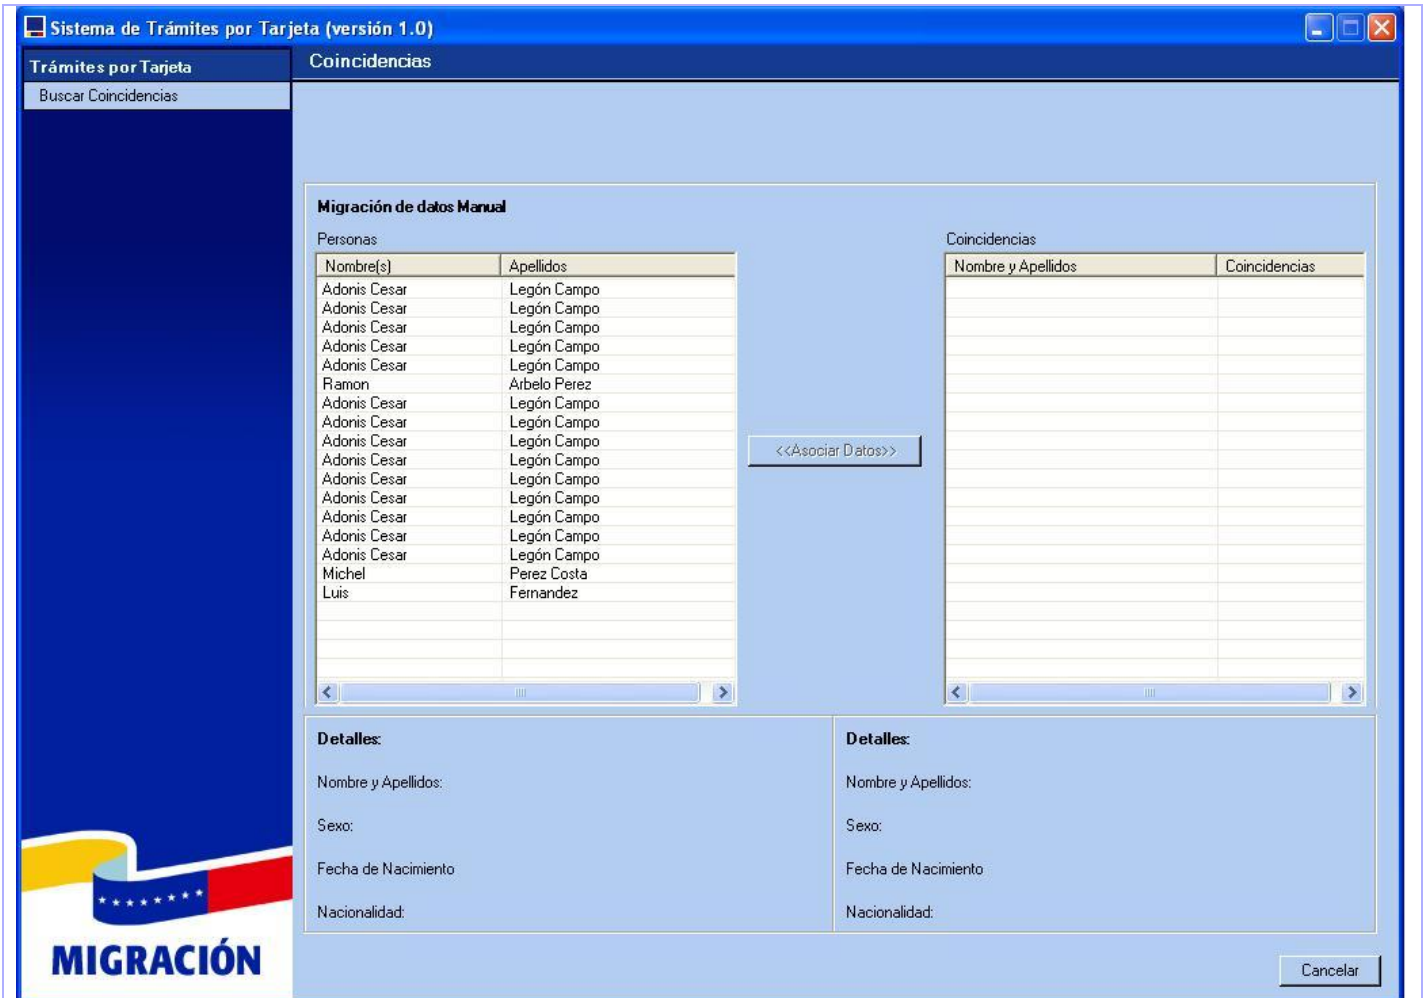 Sistema de Trámites por Tarjeta (versión 1.0)
Trámites por Tarjeta
Coincidencias
Buscar Coincidencias
Migración de datos Manual
Personas
Coincidencias
Nombre(s) Apellidos
Nombre y Apellidos Coincidencias
Adonis Cesar Legón Campo
Adonis Cesar Legón Campo
Adonis Cesar Legón Campo
Adonis Cesar Legón Campo
Adonis Cesar Legón Campo
Ramon Arbelo Perez
Adonis Cesar Legón Campo
Adonis Cesar Legón Campo
Adonis Cesar Legón Campo
Adonis Cesar Legón Campo
Adonis Cesar Legón Campo
Adonis Cesar Legón Campo
Adonis Cesar Legón Campo
Adonis Cesar Legón Campo
Adonis Cesar Legón Campo
Michel Perez Costa
Luis Fernandez
<<Asociar Datos>>
Detalles:
Nombre y Apellidos:
Sexo:
Fecha de Nacimiento
Nacionalidad:
Detalles:
Nombre y Apellidos:
Sexo:
Fecha de Nacimiento
Nacionalidad:
MIGRACIÓN
Cancelar